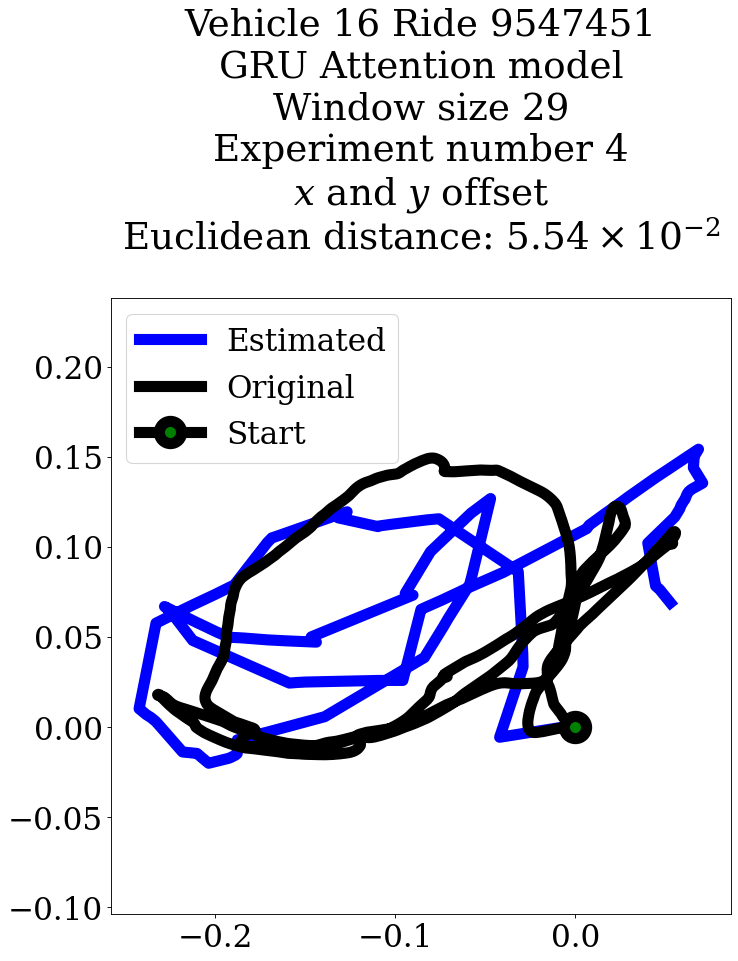 Vehicle 16 Ride 9547451
GRU Attention model
Window size 29
Experiment number 4
x and y offset
Euclidean distance: 5.54 × 10⁻²
Estimated
Original
Start
0.20
0.15
0.10
0.05
0.00
−0.05
−0.10
−0.2 −0.1 0.0